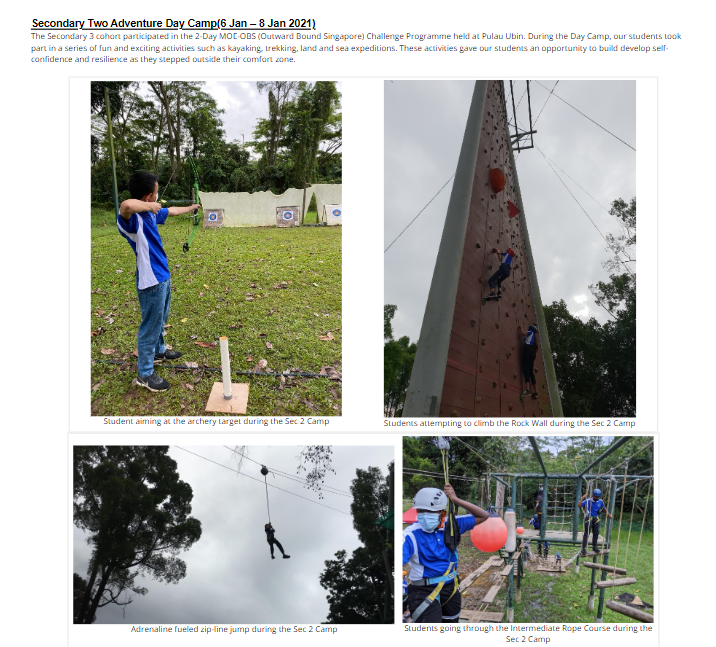 Secondary Two Adventure Day Camp(6 Jan – 8 Jan 2021)
The Secondary 3 cohort participated in the 2-Day MOE-OBS (Outward Bound Singapore) Challenge Programme held at Pulau Ubin. During the Day Camp, our students took
part in a series of fun and exciting activities such as kayaking, trekking, land and sea expeditions. These activities gave our students an opportunity to build develop self-
confidence and resilience as they stepped outside their comfort zone.
Student aiming at the archery target during the Sec 2 Camp
Students attempting to climb the Rock Wall during the Sec 2 Camp
Adrenaline fueled zip-line jump during the Sec 2 Camp
Students going through the Intermediate Rope Course during the
Sec 2 Camp